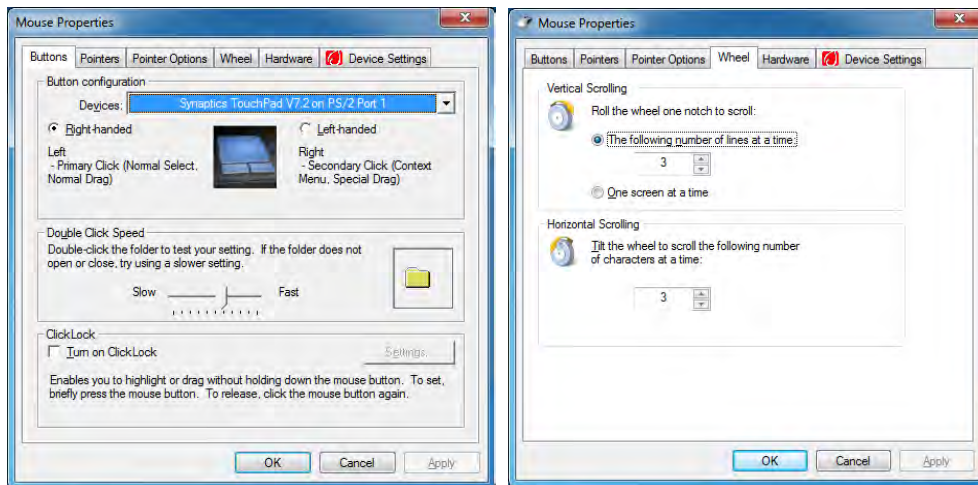 Mouse Properties
Buttons Pointers Pointer Options Wheel Hardware Device Settings
Button configuration
Devices: Synaptics TouchPad V7.2 on PS/2 Port 1
Right-handed Left-handed
Left
- Primary Click (Normal Select,
Normal Drag)
Right
- Secondary Click (Context
Menu, Special Drag)
Double Click Speed
Double-click the folder to test your setting. If the folder does not
open or close, try using a slower setting.
Slow Fast
ClickLock
Turn on ClickLock Settings...
Enables you to highlight or drag without holding down the mouse button. To set,
briefly press the mouse button. To release, click the mouse button again.
OK Cancel Apply
Mouse Properties
Buttons Pointers Pointer Options Wheel Hardware Device Settings
Vertical Scrolling
Roll the wheel one notch to scroll:
The following number of lines at a time
3
One screen at a time
Horizontal Scrolling
Tilt the wheel to scroll the following number
of characters at a time:
3
OK Cancel Apply